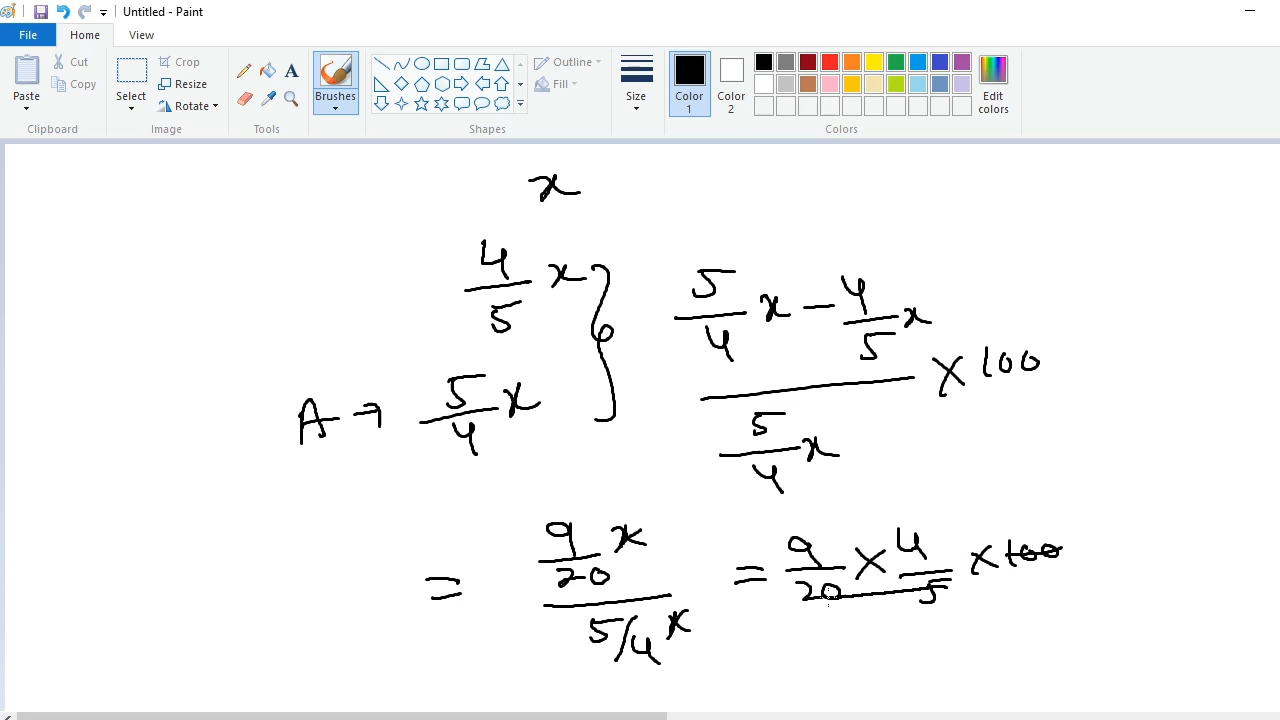 Untitled - Paint
File Home View
Paste Cut Copy Select Crop Resize Rotate A Brushes Outline Fill Size Color 1 Color 2 Edit colors
Clipboard Image Tools Shapes Colors
x
4/5 x
5/4 x - 4/5 x
A → 5/4 x
× 100
5/4 x
= 9/20 x = 9/20 × 4/5 × 100
5/4 x